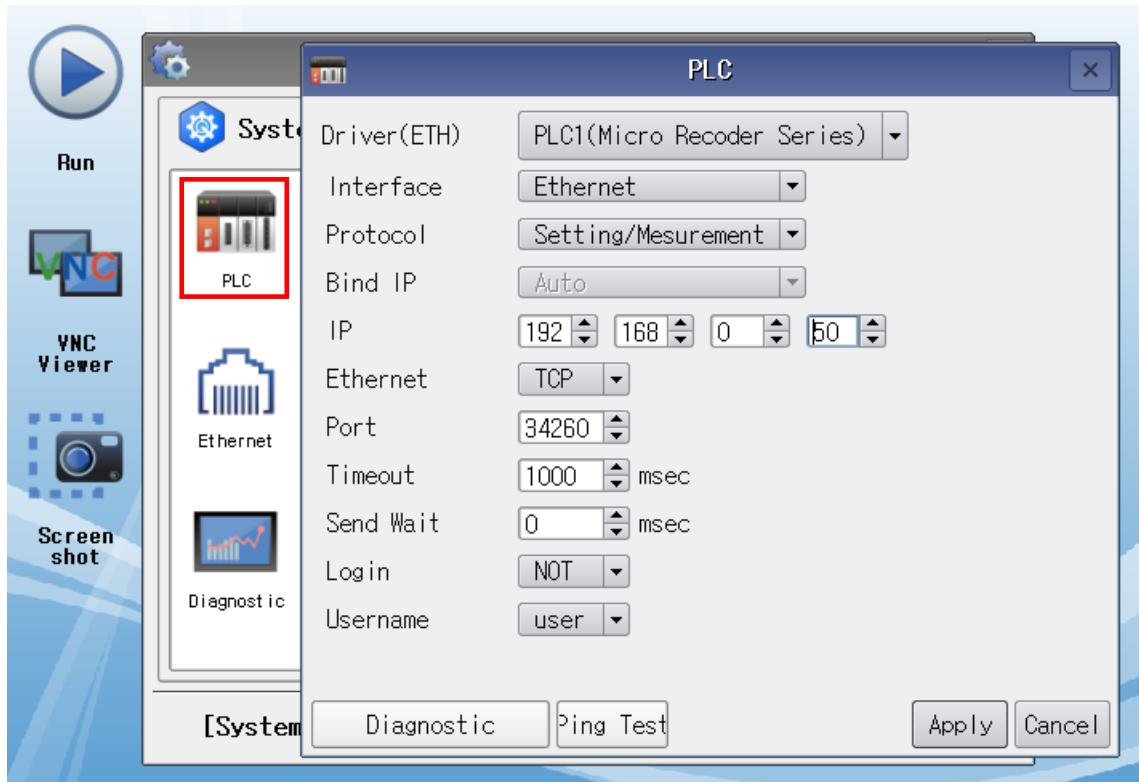 Run
VNC
VNC
Viewer
Screen
shot
Syst
PLC
Ethernet
Diagnostic
[System
PLC
Driver(ETH) PLC1(Micro Recoder Series)
Interface Ethernet
Protocol Setting/Mesurement
Bind IP Auto
IP 192 168 0 50
Ethernet TCP
Port 34260
Timeout 1000 msec
Send Wait 0 msec
Login NOT
Username user
Diagnostic Ping Test Apply Cancel